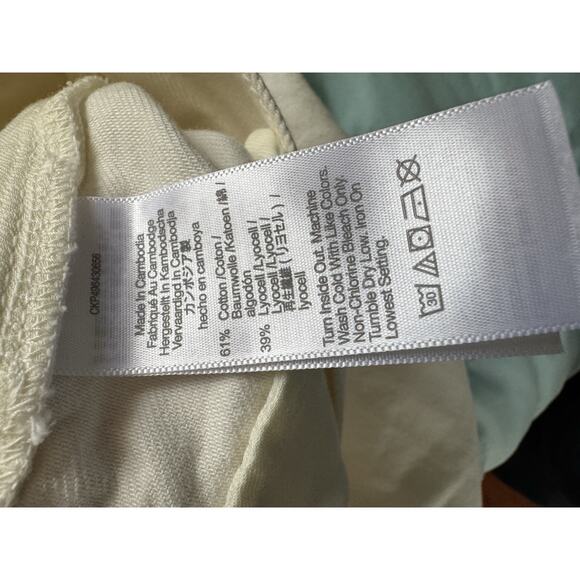 CKP406430656
Made In Cambodia
Fabriqué Au Cambodge
Hergestellt In Kambodscha
Vervaardigd In Cambodja
カンボジア製
hecho en camboya
61% Cotton /Coton /
Baumwolle /Katoen /綿 /
algodón
39% Lyocell /Lyocell /
Lyocell /Lyocell /
再生繊維 (リヨセル) /
lyocell
Turn Inside Out. Machine
Wash Cold With Like Colors.
Non-Chlorine Bleach Only.
Tumble Dry Low. Iron On
Lowest Setting.
30